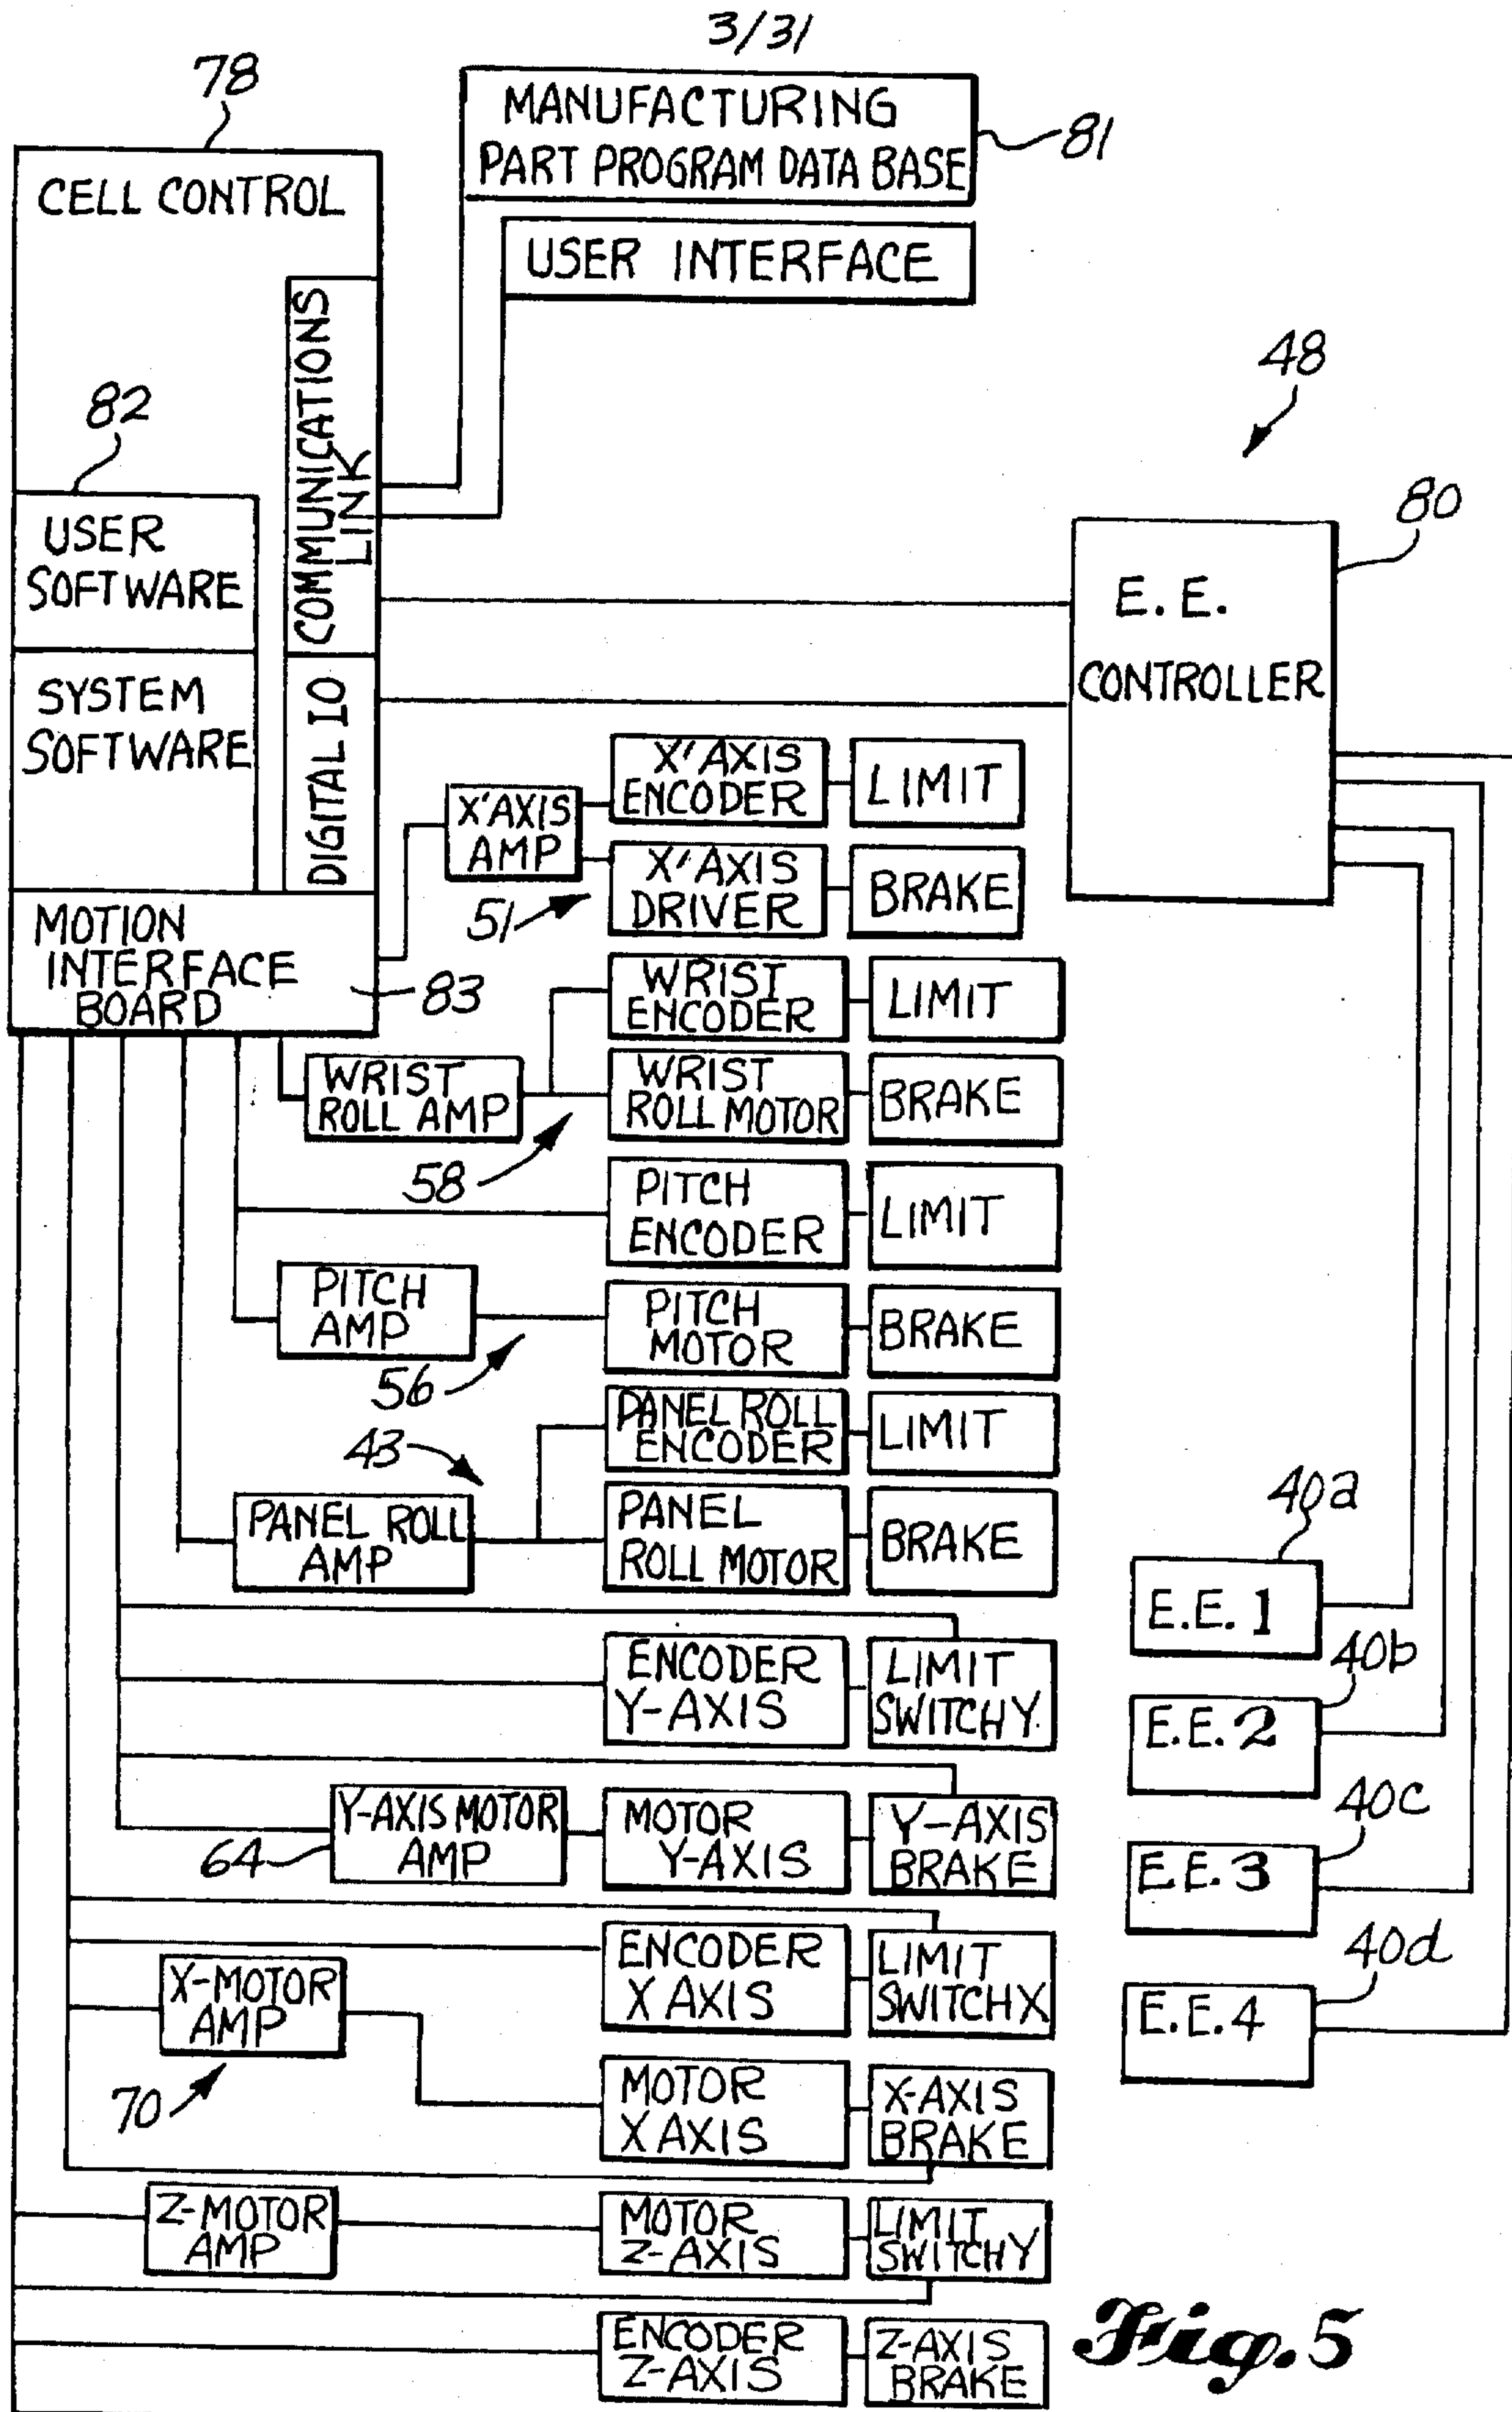 3/31
78
MANUFACTURING
PART PROGRAM DATA BASE
81
CELL CONTROL
USER INTERFACE
COMMUNICATIONS
LINK
48
82
80
USER
SOFTWARE
E.E.
CONTROLLER
SYSTEM
SOFTWARE
DIGITAL IO
X'AXIS
AMP
X'AXIS
ENCODER
LIMIT
51
X'AXIS
DRIVER
BRAKE
MOTION
INTERFACE
BOARD
83
WRIST
ENCODER
LIMIT
WRIST
ROLL AMP
WRIST
ROLL MOTOR
BRAKE
58
PITCH
ENCODER
LIMIT
PITCH
AMP
PITCH
MOTOR
BRAKE
56
PANEL ROLL
ENCODER
LIMIT
43
PANEL ROLL
AMP
PANEL
ROLL MOTOR
BRAKE
40a
E.E.1
ENCODER
Y-AXIS
LIMIT
SWITCHY.
40b
E.E.2
Y-AXIS MOTOR
AMP
64
MOTOR
Y-AXIS
Y-AXIS
BRAKE
40c
E.E.3
ENCODER
X AXIS
LIMIT
SWITCHX
40d
E.E.4
X-MOTOR
AMP
70
MOTOR
X AXIS
X-AXIS
BRAKE
Z-MOTOR
AMP
MOTOR
Z-AXIS
LIMIT
SWITCHY
ENCODER
Z-AXIS
Z-AXIS
BRAKE
Fig. 5